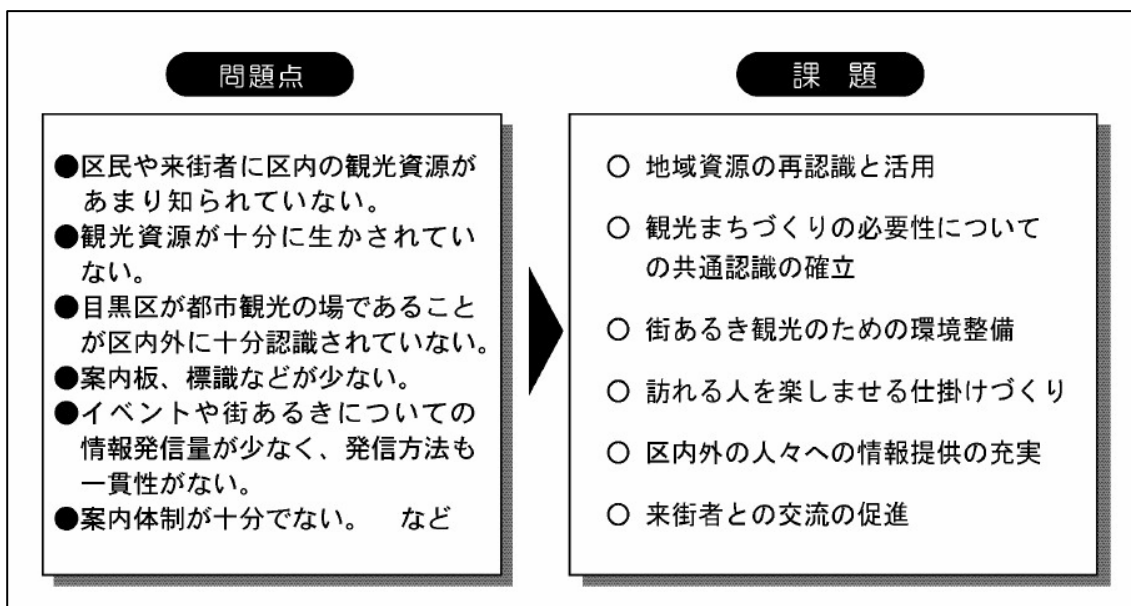 問題点
●区民や来街者に区内の観光資源が
あまり知られていない。
●観光資源が十分に生かされてい
ない。
●目黒区が都市観光の場であること
が区内外に十分認識されていない。
●案内板、標識などが少ない。
●イベントや街あるきについての
情報発信量が少なく、発信方法も
一貫性がない。
●案内体制が十分でない。 など
課 題
○ 地域資源の再認識と活用
○ 観光まちづくりの必要性について
の共通認識の確立
○ 街あるき観光のための環境整備
○ 訪れる人を楽しませる仕掛けづくり
○ 区内外の人々への情報提供の充実
○ 来街者との交流の促進